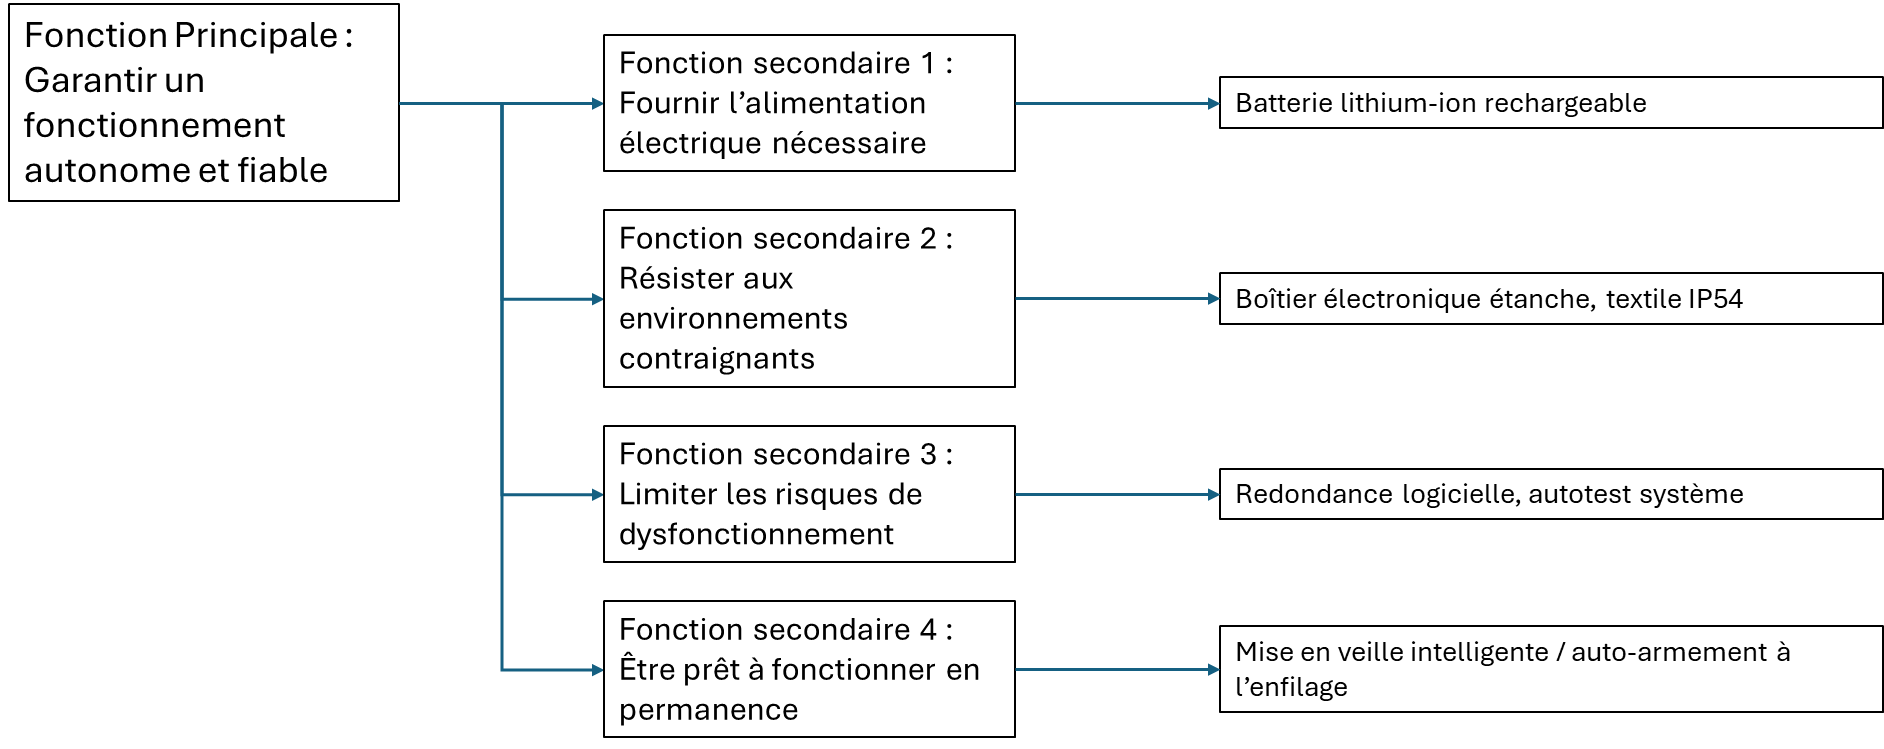 Fonction Principale :
Garantir un
fonctionnement
autonome et fiable
Fonction secondaire 1 :
Fournir l’alimentation
électrique nécessaire
Batterie lithium-ion rechargeable
Fonction secondaire 2 :
Résister aux
environnements
contraignants
Boîtier électronique étanche, textile IP54
Fonction secondaire 3 :
Limiter les risques de
dysfonctionnement
Redondance logicielle, autotest système
Fonction secondaire 4 :
Être prêt à fonctionner en
permanence
Mise en veille intelligente / auto-armement à
l’enfilage